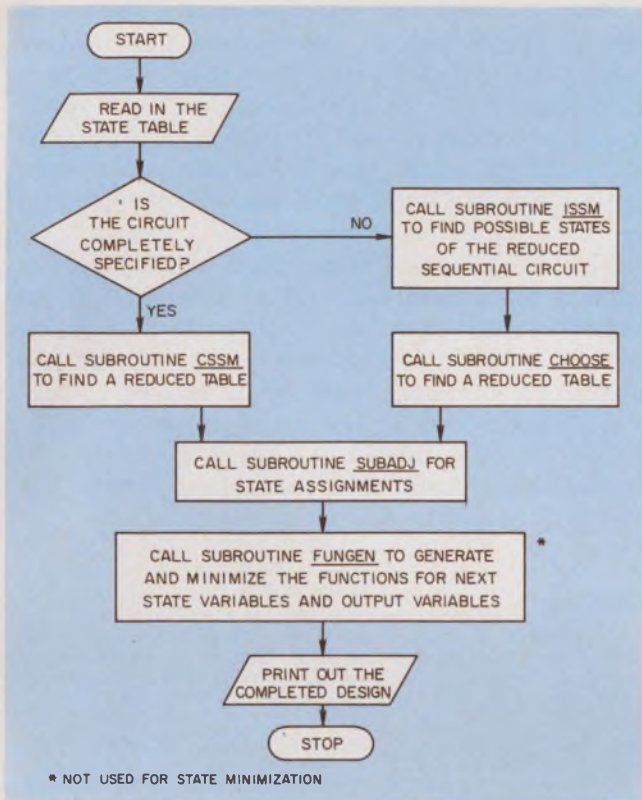 START
READ IN THE
STATE TABLE
IS
THE CIRCUIT
COMPLETELY
SPECIFIED?
NO
CALL SUBROUTINE ISSM
TO FIND POSSIBLE STATES
OF THE REDUCED
SEQUENTIAL CIRCUIT
YES
CALL SUBROUTINE CSSM
TO FIND A REDUCED TABLE
CALL SUBROUTINE CHOOSE
TO FIND A REDUCED TABLE
CALL SUBROUTINE SUBADJ FOR
STATE ASSIGNMENTS
CALL SUBROUTINE FUNGEN TO GENERATE
AND MINIMIZE THE FUNCTIONS FOR NEXT
STATE VARIABLES AND OUTPUT VARIABLES
*
PRINT OUT THE
COMPLETED DESIGN
STOP
* NOT USED FOR STATE MINIMIZATION